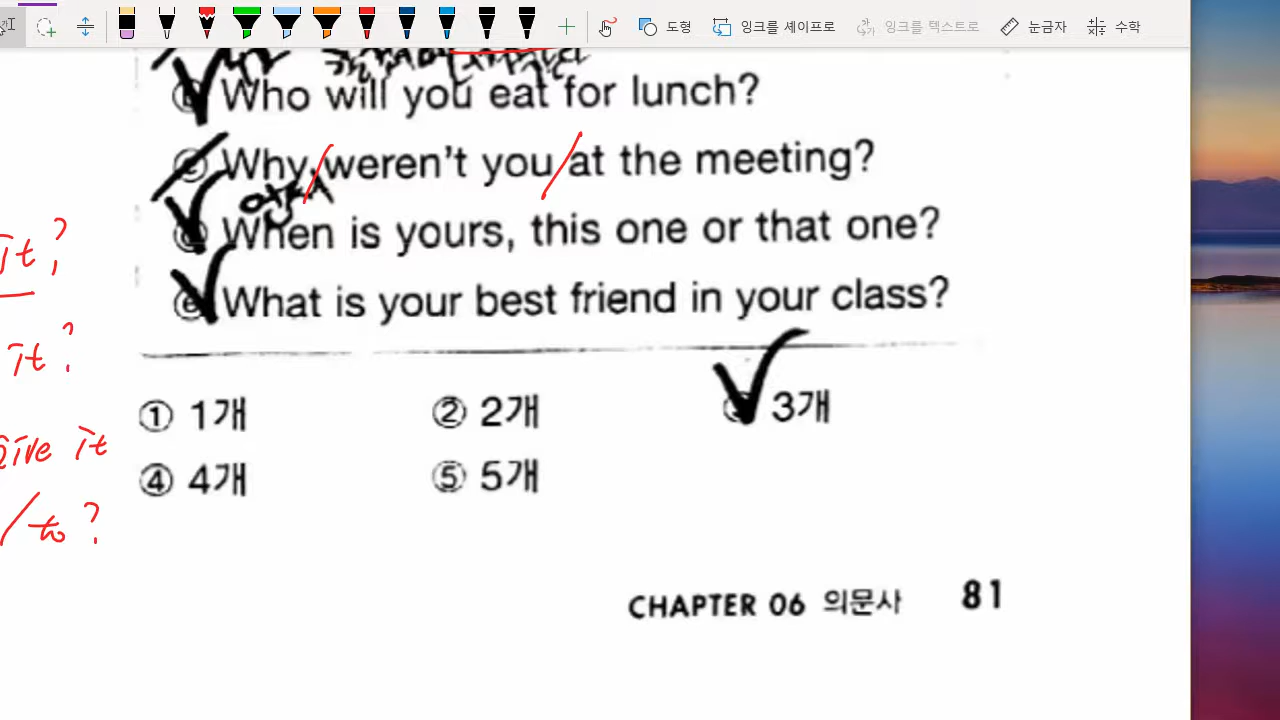 도형 잉크를 셰이프로 잉크를 텍스트로 눈금자 수학
Who will you eat for lunch?
ⓒ Why weren't you at the meeting?
When is yours, this one or that one?
ⓔ What is your best friend in your class?
it?
it?
give it
/to?
① 1개 ② 2개 3개
④ 4개 ⑤ 5개
CHAPTER 06 의문사 81